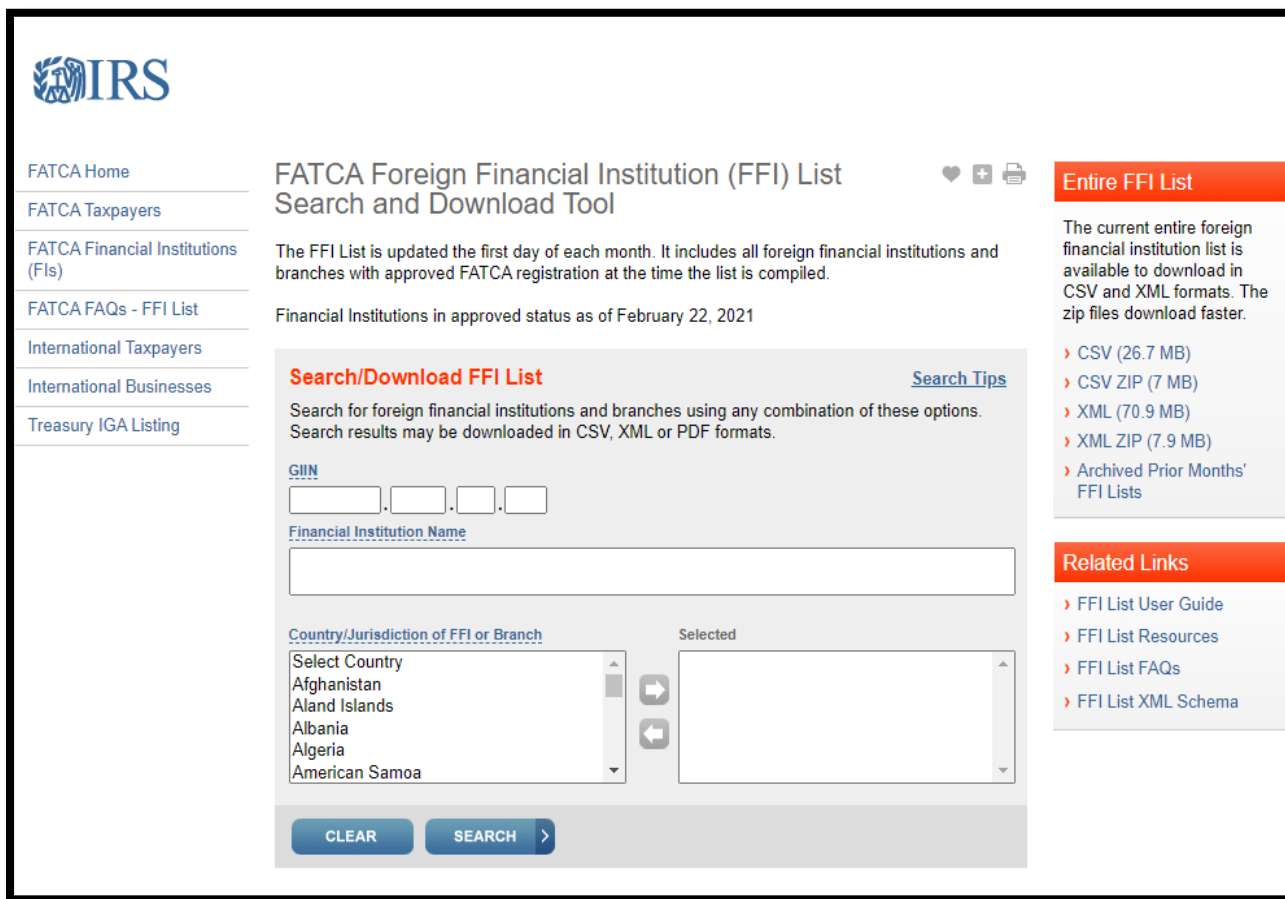 IRS
FATCA Home
FATCA Taxpayers
FATCA Financial Institutions
(FIs)
FATCA FAQs - FFI List
International Taxpayers
International Businesses
Treasury IGA Listing
FATCA Foreign Financial Institution (FFI) List
Search and Download Tool
The FFI List is updated the first day of each month. It includes all foreign financial institutions and
branches with approved FATCA registration at the time the list is compiled.
Financial Institutions in approved status as of February 22, 2021
Search/Download FFI List
Search Tips
Search for foreign financial institutions and branches using any combination of these options.
Search results may be downloaded in CSV, XML or PDF formats.
GIIN
. . .
Financial Institution Name
Country/Jurisdiction of FFI or Branch
Select Country
Afghanistan
Aland Islands
Albania
Algeria
American Samoa
Selected
CLEAR
SEARCH
Entire FFI List
The current entire foreign
financial institution list is
available to download in
CSV and XML formats. The
zip files download faster.
CSV (26.7 MB)
CSV ZIP (7 MB)
XML (70.9 MB)
XML ZIP (7.9 MB)
Archived Prior Months'
FFI Lists
Related Links
FFI List User Guide
FFI List Resources
FFI List FAQs
FFI List XML Schema